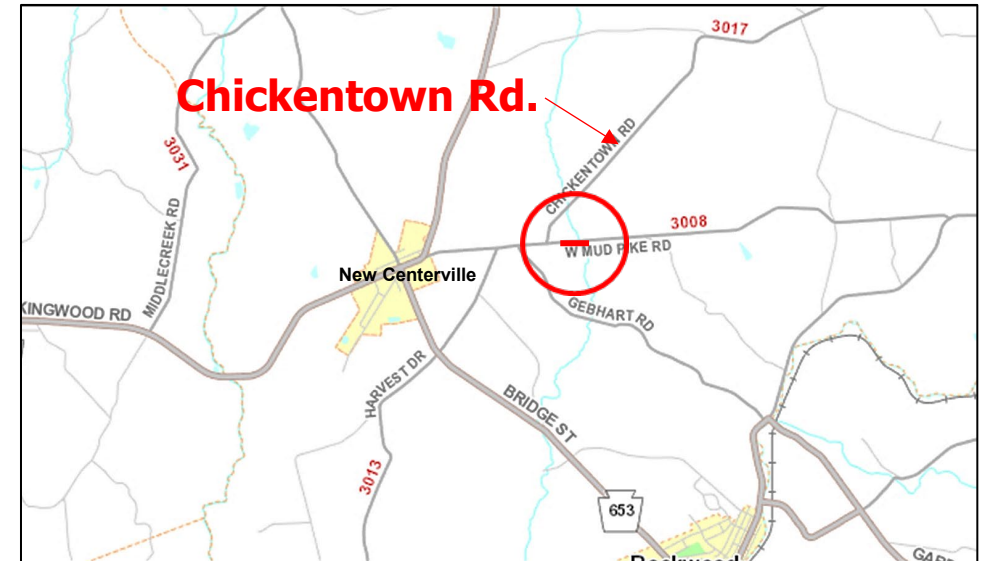 3017
Chickentown Rd.
CHICKENTOWN RD
3031
MIDDLECREEK RD
3008
W MUD PIKE RD
New Centerville
KINGWOOD RD
GEBHART RD
HARVEST DR
BRIDGE ST
3013
653
Rockwood